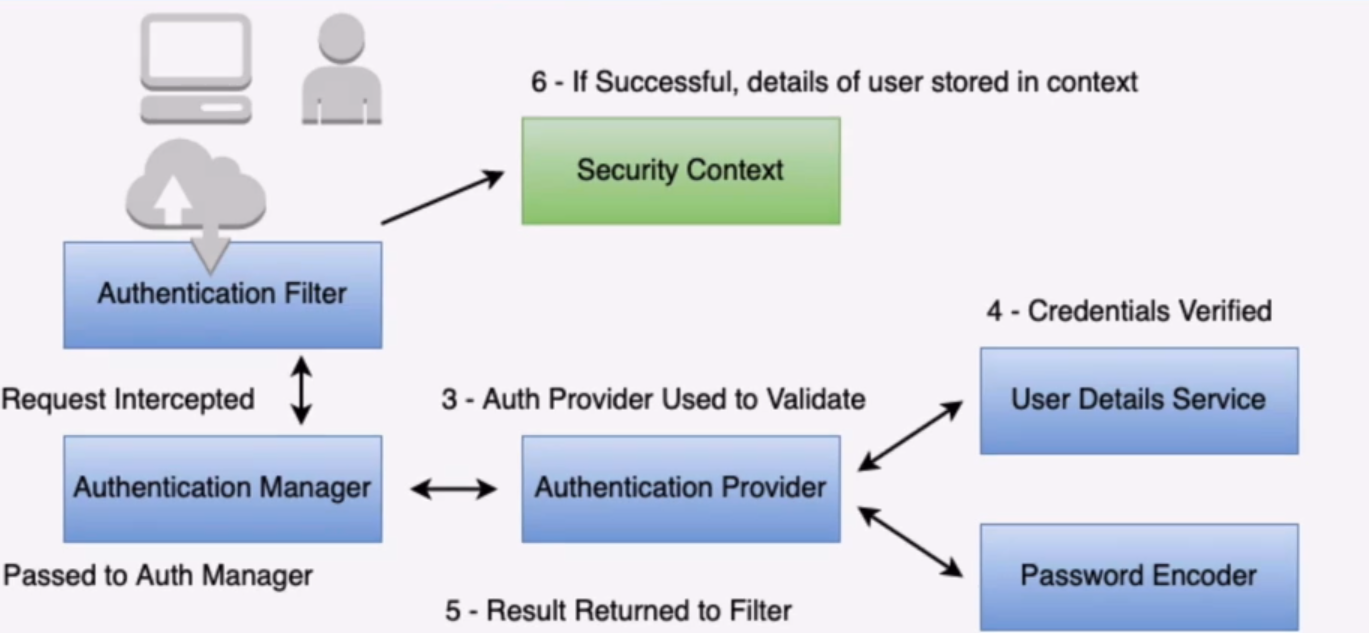 6 - If Successful, details of user stored in context
Security Context
Authentication Filter
4 - Credentials Verified
Request Intercepted
3 - Auth Provider Used to Validate
User Details Service
Authentication Manager
Authentication Provider
Passed to Auth Manager
Password Encoder
5 - Result Returned to Filter